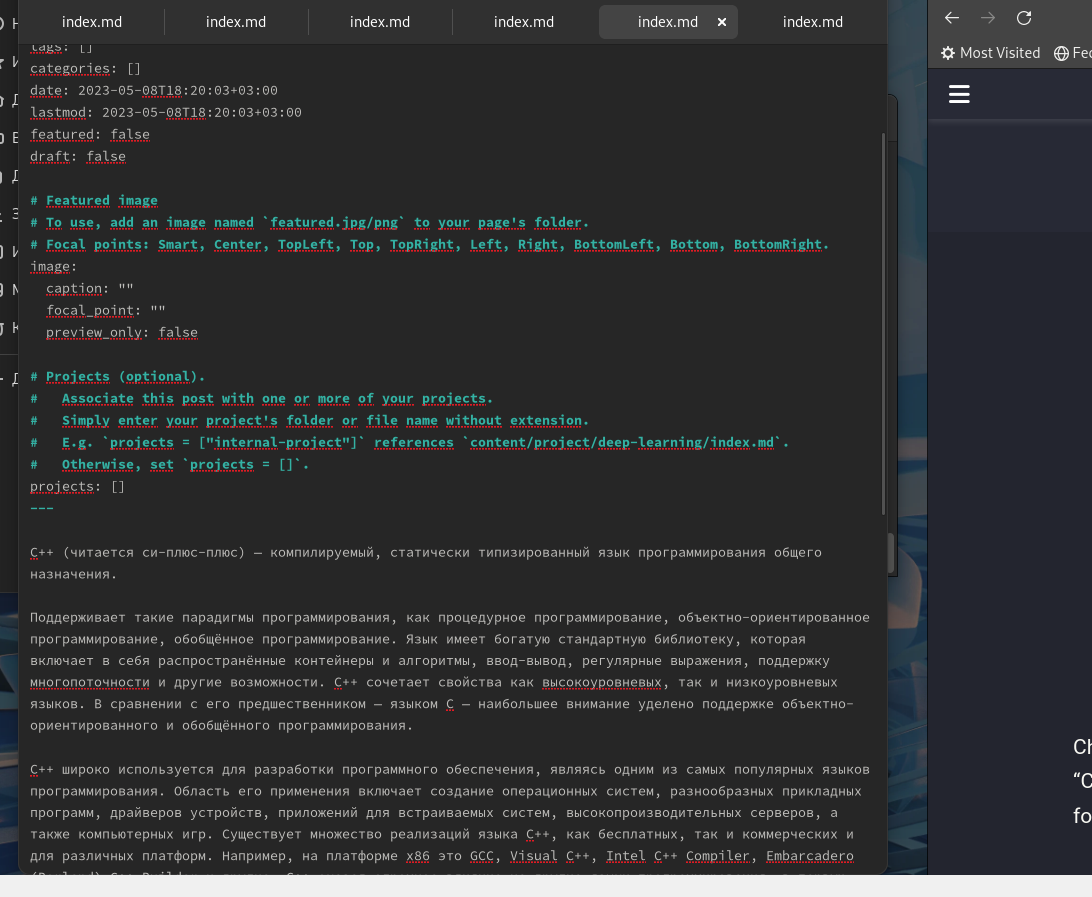 index.md index.md index.md index.md index.md × index.md
Most Visited
tags: []
categories: []
date: 2023-05-08T18:20:03+03:00
lastmod: 2023-05-08T18:20:03+03:00
featured: false
draft: false
# Featured image
# To use, add an image named `featured.jpg/png` to your page's folder.
# Focal points: Smart, Center, TopLeft, Top, TopRight, Left, Right, BottomLeft, Bottom, BottomRight.
image:
  caption: ""
  focal_point: ""
  preview_only: false
# Projects (optional).
#   Associate this post with one or more of your projects.
#   Simply enter your project's folder or file name without extension.
#   E.g. `projects = ["internal-project"]` references `content/project/deep-learning/index.md`.
#   Otherwise, set `projects = []`.
projects: []
---
C++ (читается си-плюс-плюс) — компилируемый, статически типизированный язык программирования общего
назначения.
Поддерживает такие парадигмы программирования, как процедурное программирование, объектно-ориентированное
программирование, обобщённое программирование. Язык имеет богатую стандартную библиотеку, которая
включает в себя распространённые контейнеры и алгоритмы, ввод-вывод, регулярные выражения, поддержку
многопоточности и другие возможности. C++ сочетает свойства как высокоуровневых, так и низкоуровневых
языков. В сравнении с его предшественником — языком C — наибольшее внимание уделено поддержке объектно-
ориентированного и обобщённого программирования.
C++ широко используется для разработки программного обеспечения, являясь одним из самых популярных языков
программирования. Область его применения включает создание операционных систем, разнообразных прикладных
программ, драйверов устройств, приложений для встраиваемых систем, высокопроизводительных серверов, а
также компьютерных игр. Существует множество реализаций языка C++, как бесплатных, так и коммерческих и
для различных платформ. Например, на платформе x86 это GCC, Visual C++, Intel C++ Compiler, Embarcadero